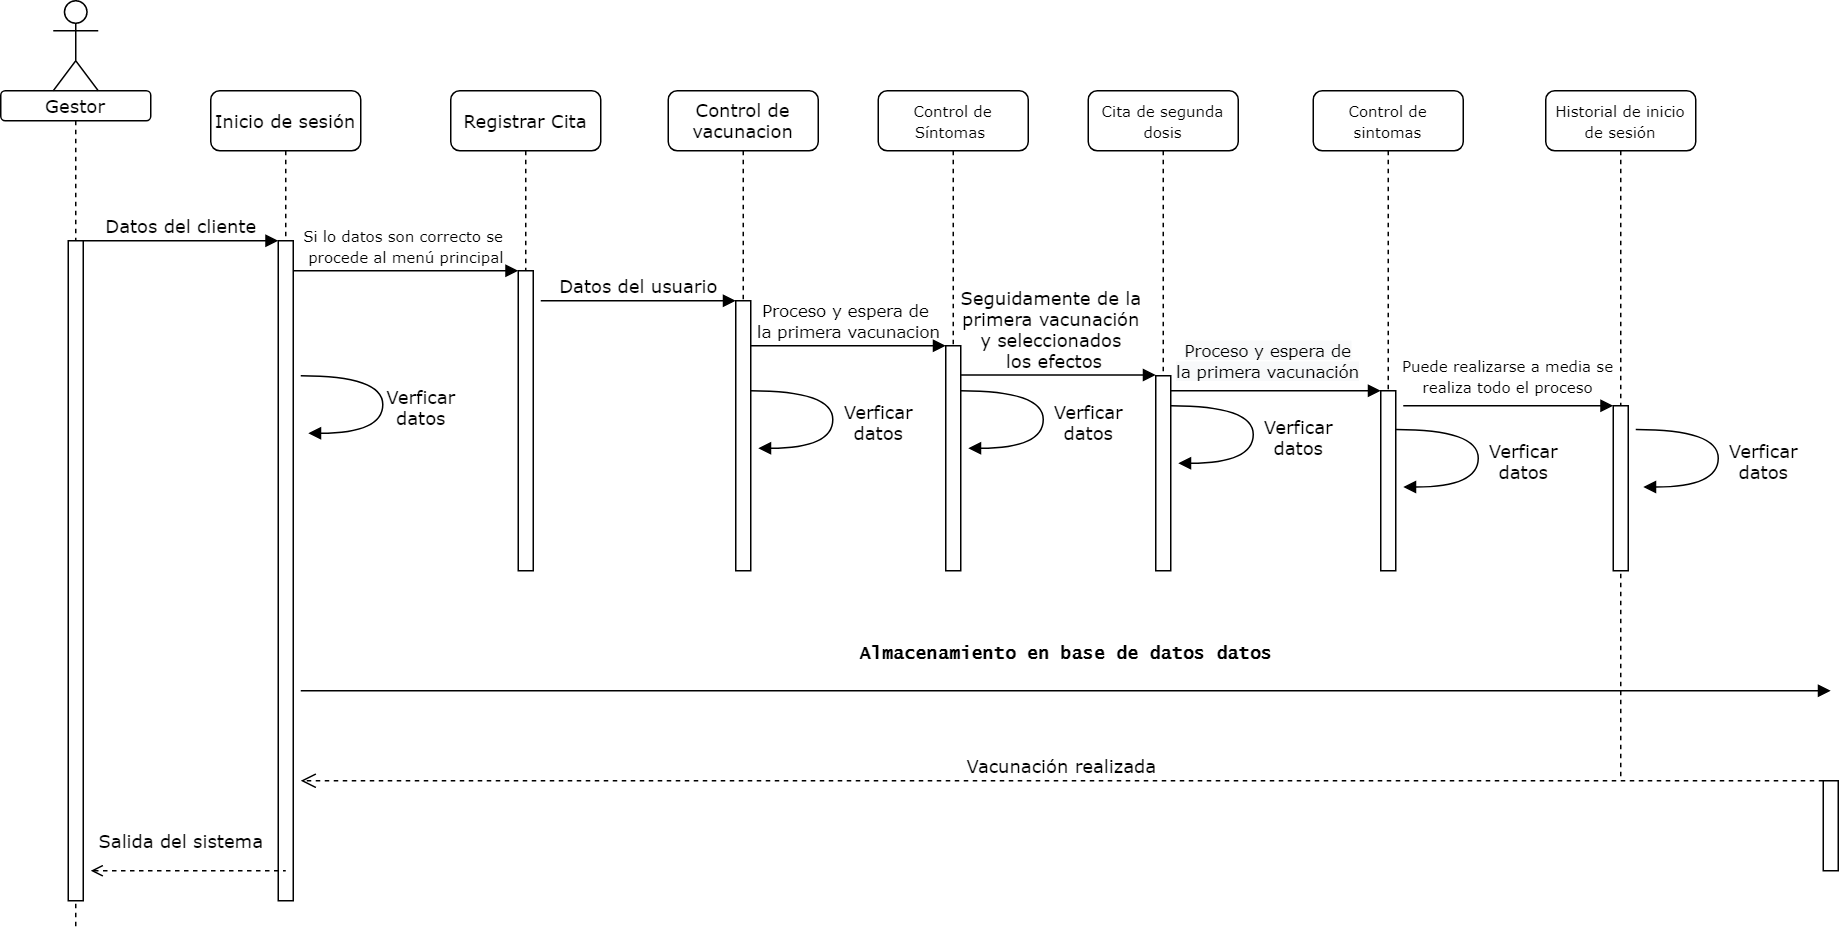 Gestor
Inicio de sesión
Registrar Cita
Control de
vacunacion
Control de
Síntomas
Cita de segunda
dosis
Control de
sintomas
Historial de inicio
de sesión
Datos del cliente
Si lo datos son correcto se
procede al menú principal
Datos del usuario
Proceso y espera de
la primera vacunacion
Seguidamente de la
primera vacunación
y seleccionados
los efectos
Proceso y espera de
la primera vacunación
Puede realizarse a media se
realiza todo el proceso
Verficar
datos
Verficar
datos
Verficar
datos
Verficar
datos
Verficar
datos
Verficar
datos
Almacenamiento en base de datos datos
Vacunación realizada
Salida del sistema